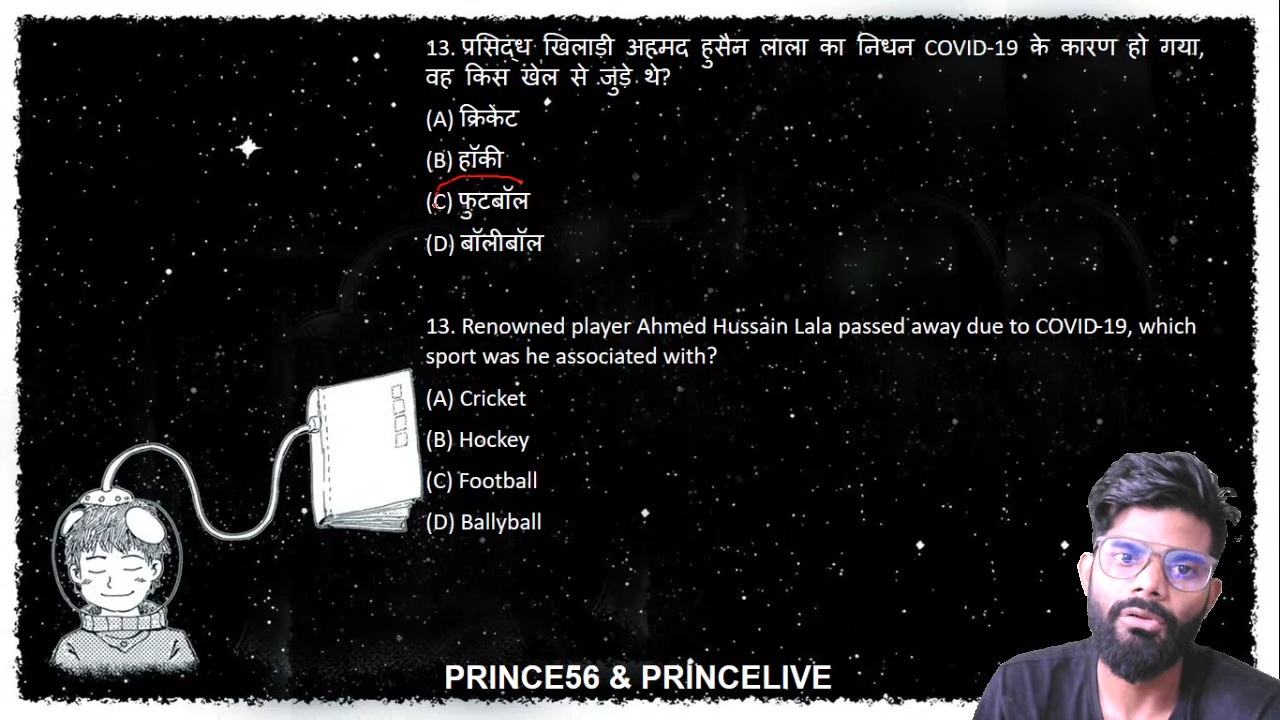 13. प्रसिद्ध खिलाड़ी अहमद हुसैन लाला का निधन COVID-19 के कारण हो गया,
वह किस खेल से जुड़े थे?
(A) क्रिकेट
(B) हॉकी
(C) फुटबॉल
(D) बॉलीबॉल
13. Renowned player Ahmed Hussain Lala passed away due to COVID-19, which
sport was he associated with?
(A) Cricket
(B) Hockey
(C) Football
(D) Ballyball
PRINCE56 & PRINCELIVE